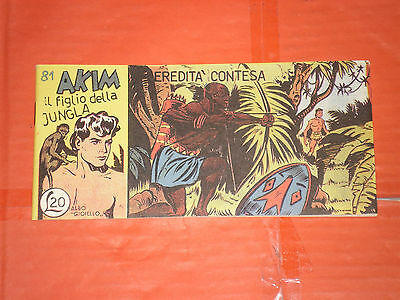 81
AKIM
il figlio della
JUNGLA
EREDITÀ CONTESA
£20
ALBO
"GIOIELLO"